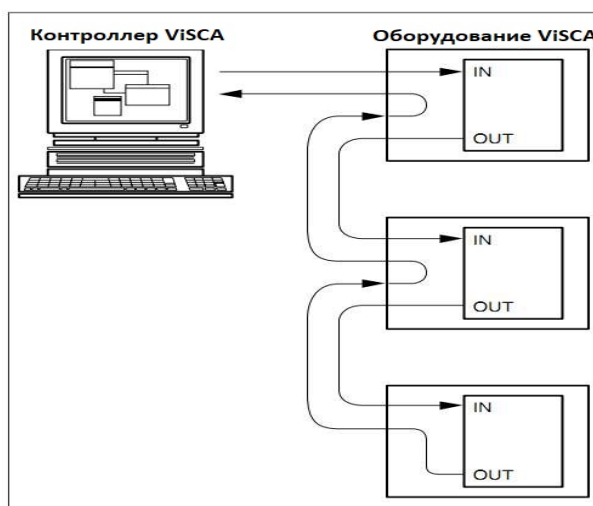 Контроллер ViSCA
Оборудование ViSCA
IN
OUT
IN
OUT
IN
OUT